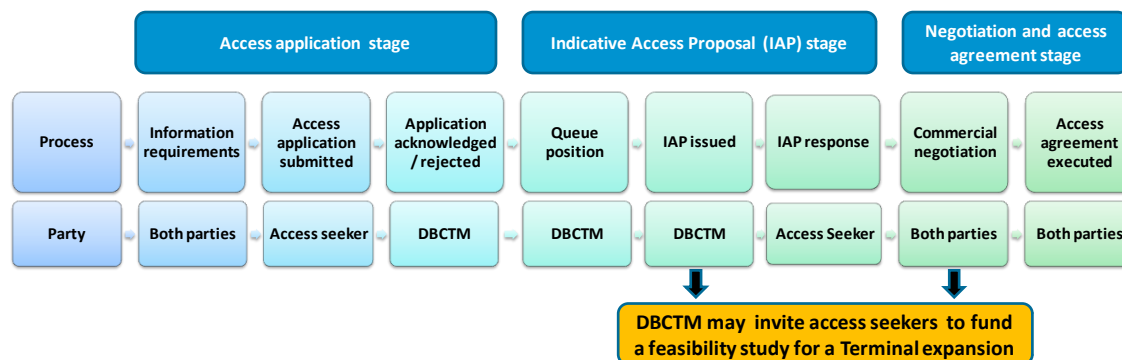 Access application stage
Indicative Access Proposal (IAP) stage
Negotiation and access
agreement stage
Process
Information
requirements
Access
application
submitted
Application
acknowledged
/ rejected
Queue
position
IAP issued
IAP response
Commercial
negotiation
Access
agreement
executed
Party
Both parties
Access seeker
DBCTM
DBCTM
DBCTM
Access Seeker
Both parties
Both parties
DBCTM may invite access seekers to fund
a feasibility study for a Terminal expansion